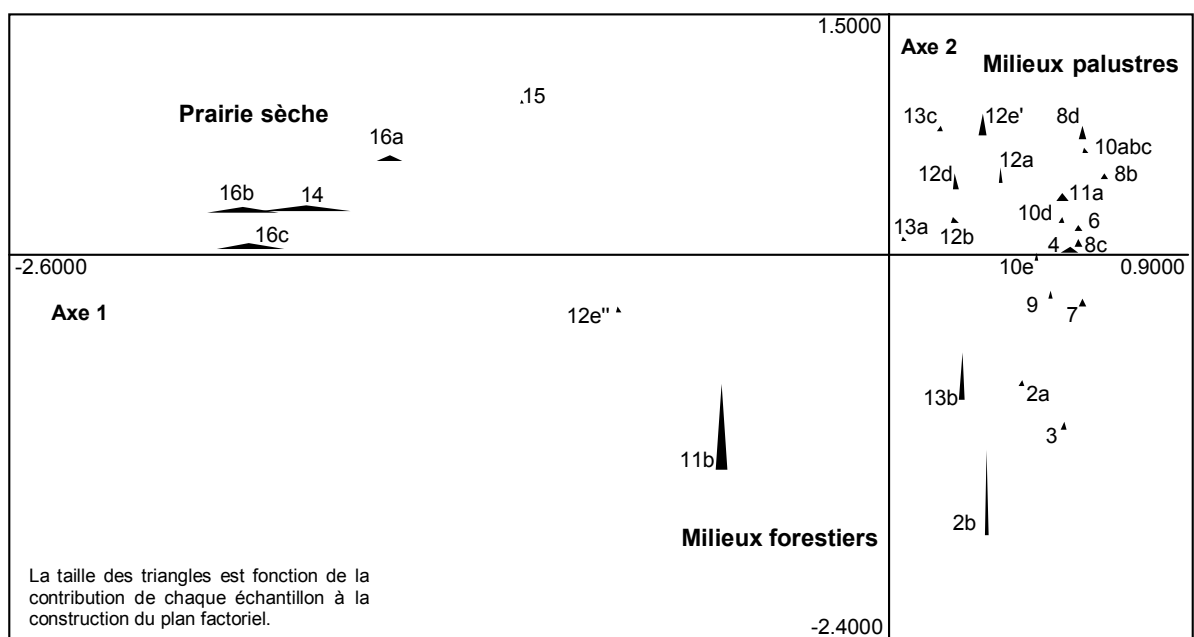 1.5000
Axe 2
Milieux palustres
Prairie sèche
15
13c
12e'
8d
16a
10abc
12a
8b
12d
16b
14
11a
10d
6
16c
13a
12b
4
8c
-2.6000
10e
0.9000
Axe 1
12e"
9
7
13b
2a
3
11b
2b
Milieux forestiers
La taille des triangles est fonction de la
contribution de chaque échantillon à la
construction du plan factoriel.
-2.4000